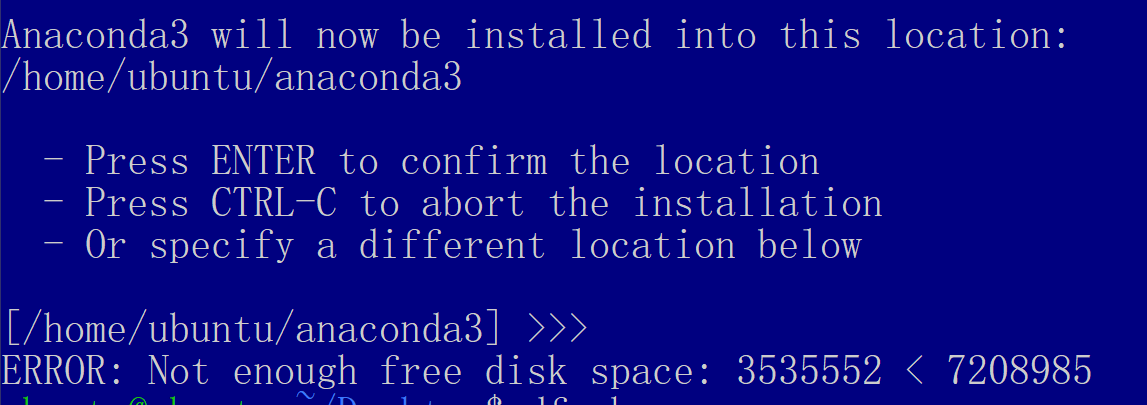 Anaconda3 will now be installed into this location:
/home/ubuntu/anaconda3
- Press ENTER to confirm the location
- Press CTRL-C to abort the installation
- Or specify a different location below
[/home/ubuntu/anaconda3] >>>
ERROR: Not enough free disk space: 3535552 < 7208985